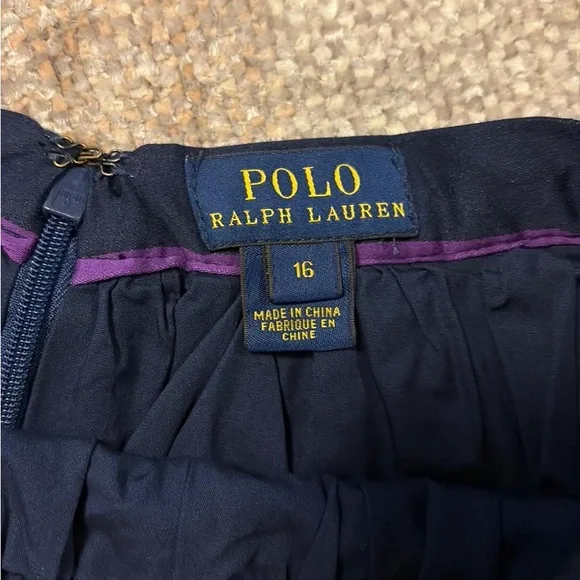 POLO
RALPH LAUREN
16
MADE IN CHINA
FABRIQUE EN
CHINE